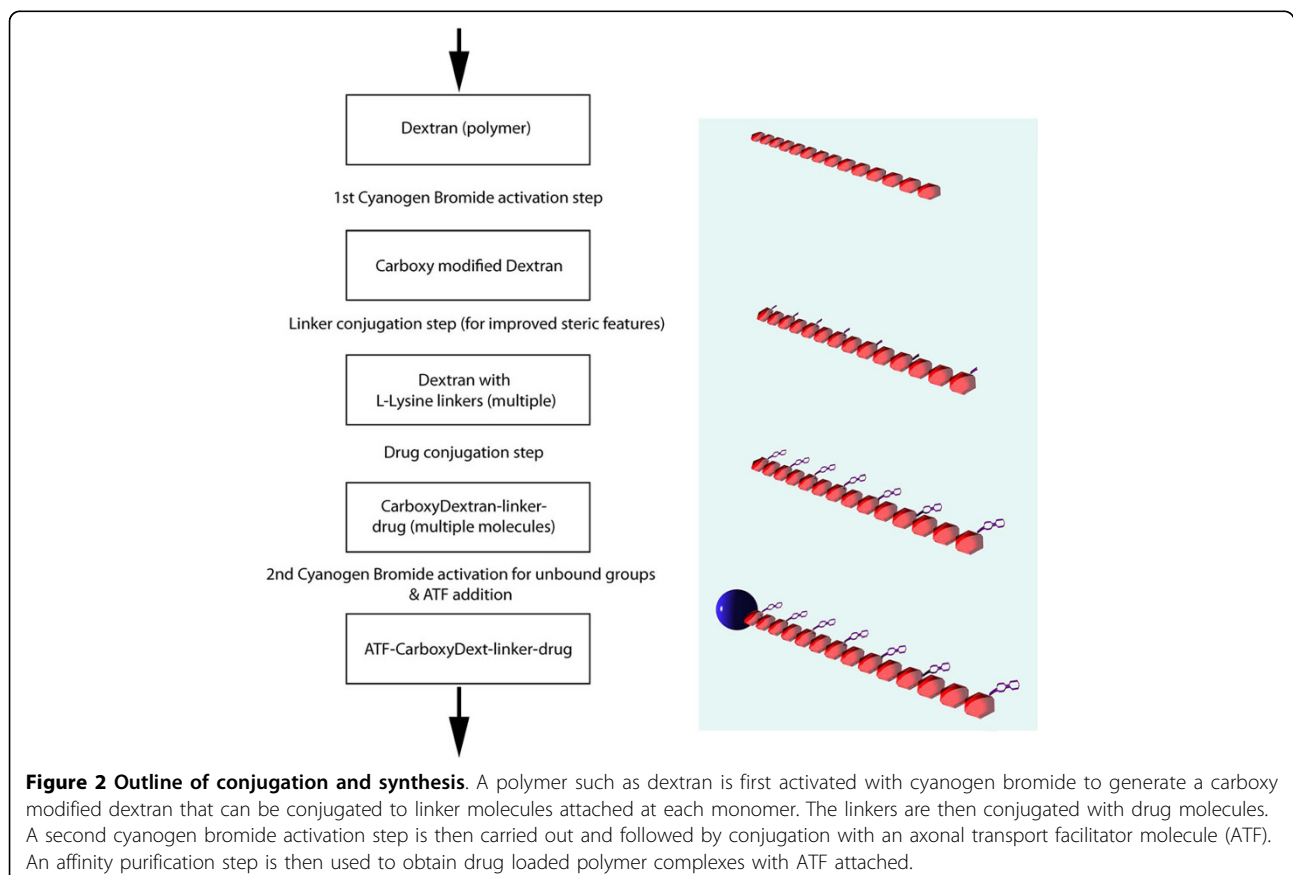 Dextran (polymer)
1st Cyanogen Bromide activation step
Carboxy modified Dextran
Linker conjugation step (for improved steric features)
Dextran with
L-Lysine linkers (multiple)
Drug conjugation step
CarboxyDextran-linker-
drug (multiple molecules)
2nd Cyanogen Bromide activation for unbound groups
& ATF addition
ATF-CarboxyDext-linker-drug
Figure 2 Outline of conjugation and synthesis. A polymer such as dextran is first activated with cyanogen bromide to generate a carboxy
modified dextran that can be conjugated to linker molecules attached at each monomer. The linkers are then conjugated with drug molecules.
A second cyanogen bromide activation step is then carried out and followed by conjugation with an axonal transport facilitator molecule (ATF).
An affinity purification step is then used to obtain drug loaded polymer complexes with ATF attached.